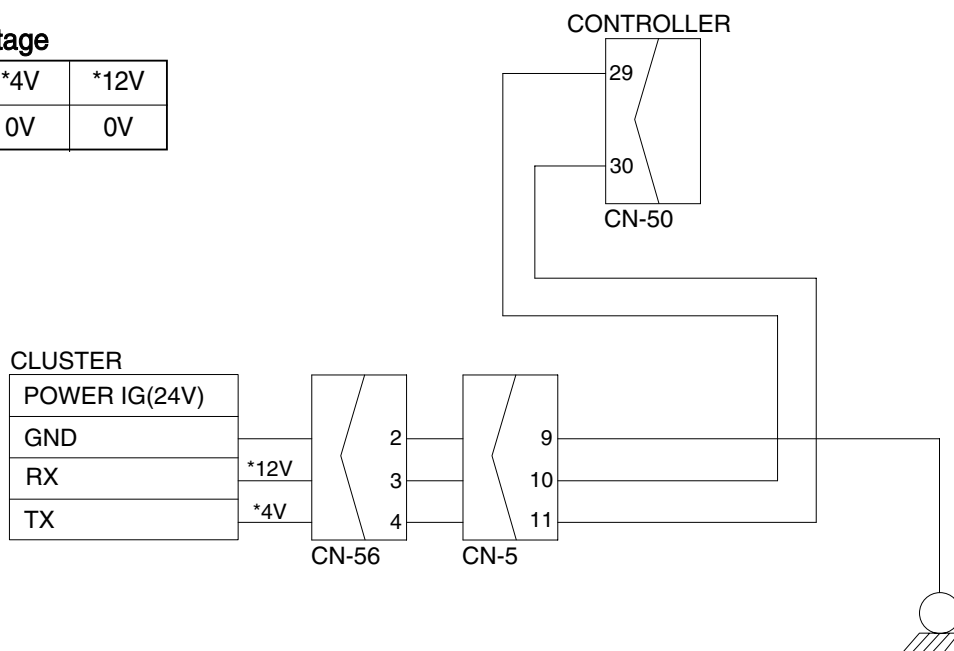 CONTROLLER
*4V *12V
0V 0V
29
30
CN-50
CLUSTER
POWER IG(24V)
GND 2 9
RX *12V 3 10
TX *4V 4 11
CN-56 CN-5